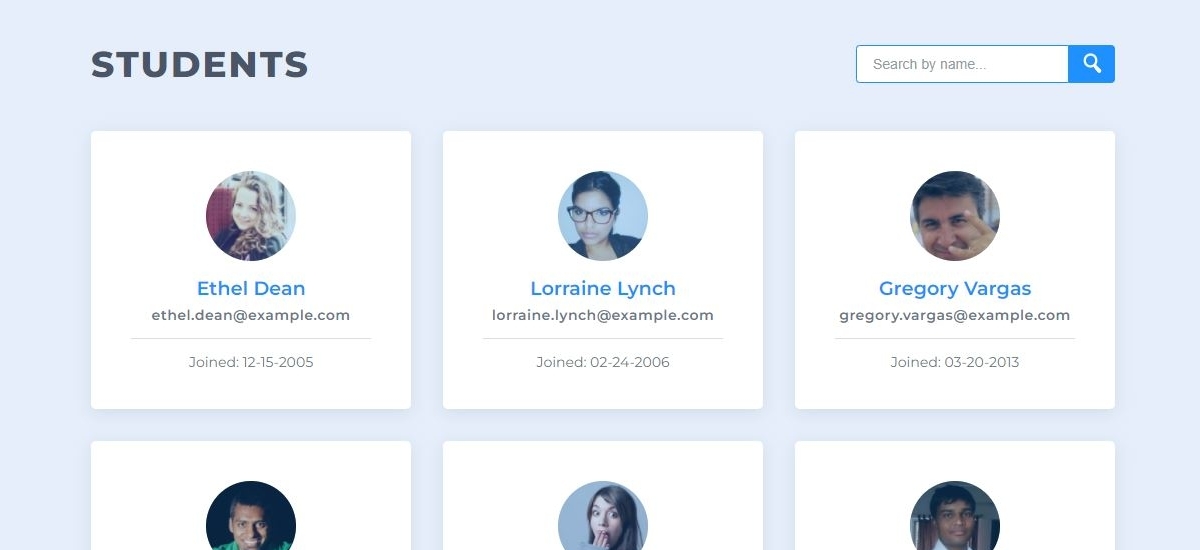 STUDENTS
Search by name...
Ethel Dean
ethel.dean@example.com
Joined: 12-15-2005
Lorraine Lynch
lorraine.lynch@example.com
Joined: 02-24-2006
Gregory Vargas
gregory.vargas@example.com
Joined: 03-20-2013